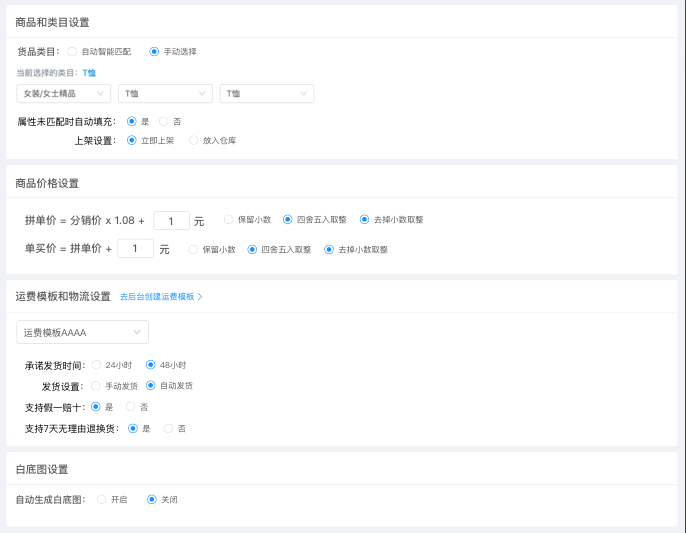 商品和类目设置
货品类目： 自动智能匹配 手动选择
当前选择的类目：T恤
女装/女士精品 T恤 T恤
属性未匹配时自动填充： 是 否
上架设置： 立即上架 放入仓库
商品价格设置
拼单价 = 分销价 x 1.08 + 1 元 保留小数 四舍五入取整 去掉小数取整
单买价 = 拼单价 + 1 元 保留小数 四舍五入取整 去掉小数取整
运费模板和物流设置 去后台创建运费模板
运费模板AAAA
承诺发货时间： 24小时 48小时
发货设置： 手动发货 自动发货
支持假一赔十： 是 否
支持7天无理由退换货： 是 否
白底图设置
自动生成白底图： 开启 关闭